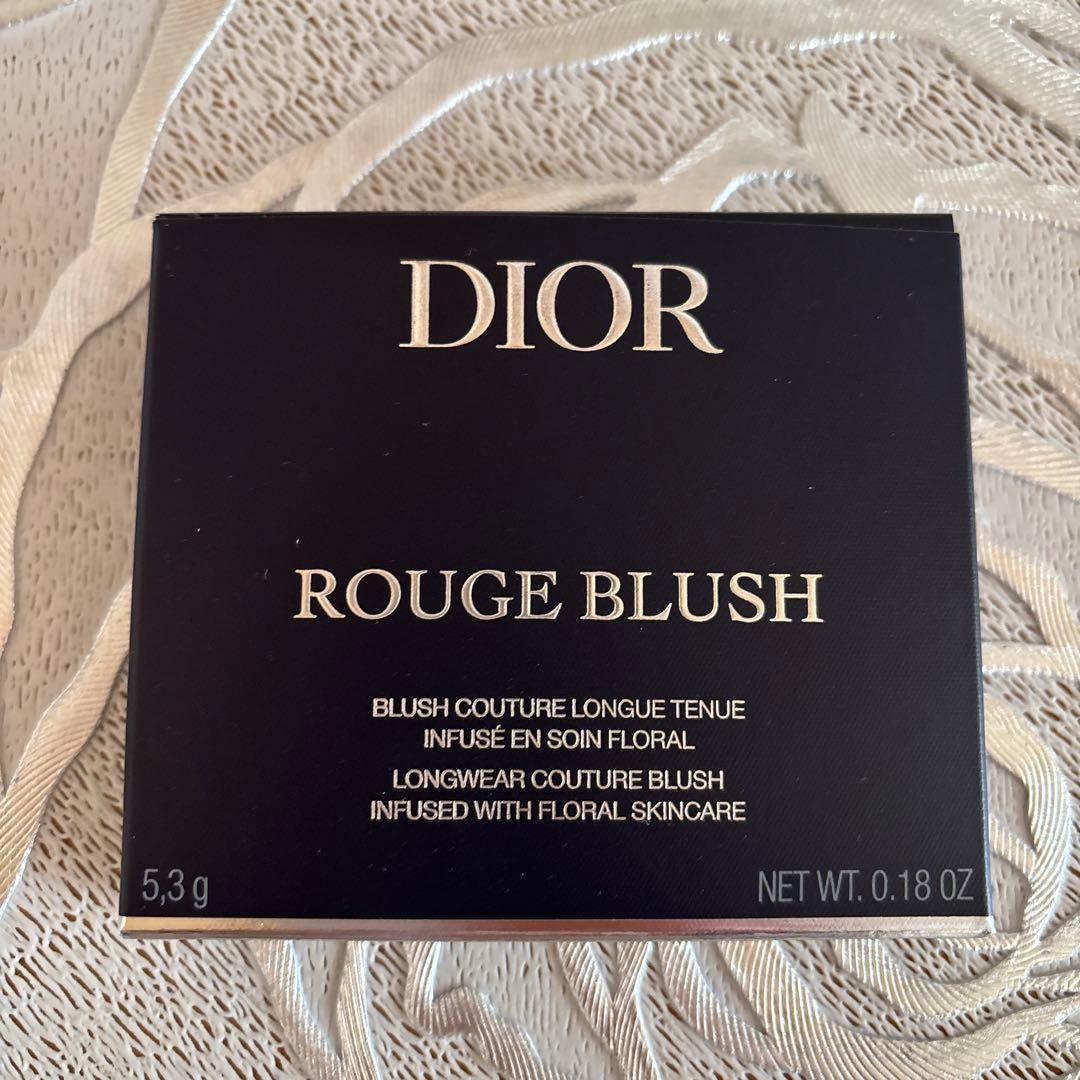 DIOR
ROUGE BLUSH
BLUSH COUTURE LONGUE TENUE
INFUSÉ EN SOIN FLORAL
LONGWEAR COUTURE BLUSH
INFUSED WITH FLORAL SKINCARE
5,3 g
NET WT. 0.18 OZ